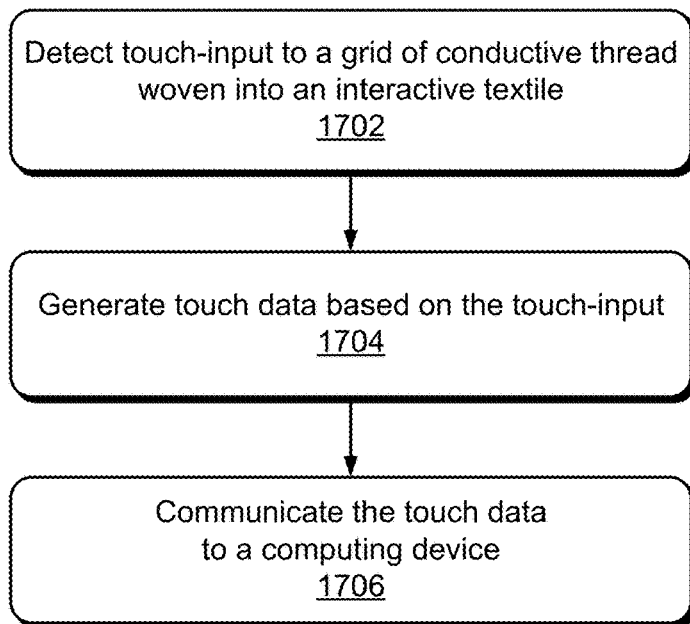 Detect touch-input to a grid of conductive thread
woven into an interactive textile
1702
Generate touch data based on the touch-input
1704
Communicate the touch data
to a computing device
1706